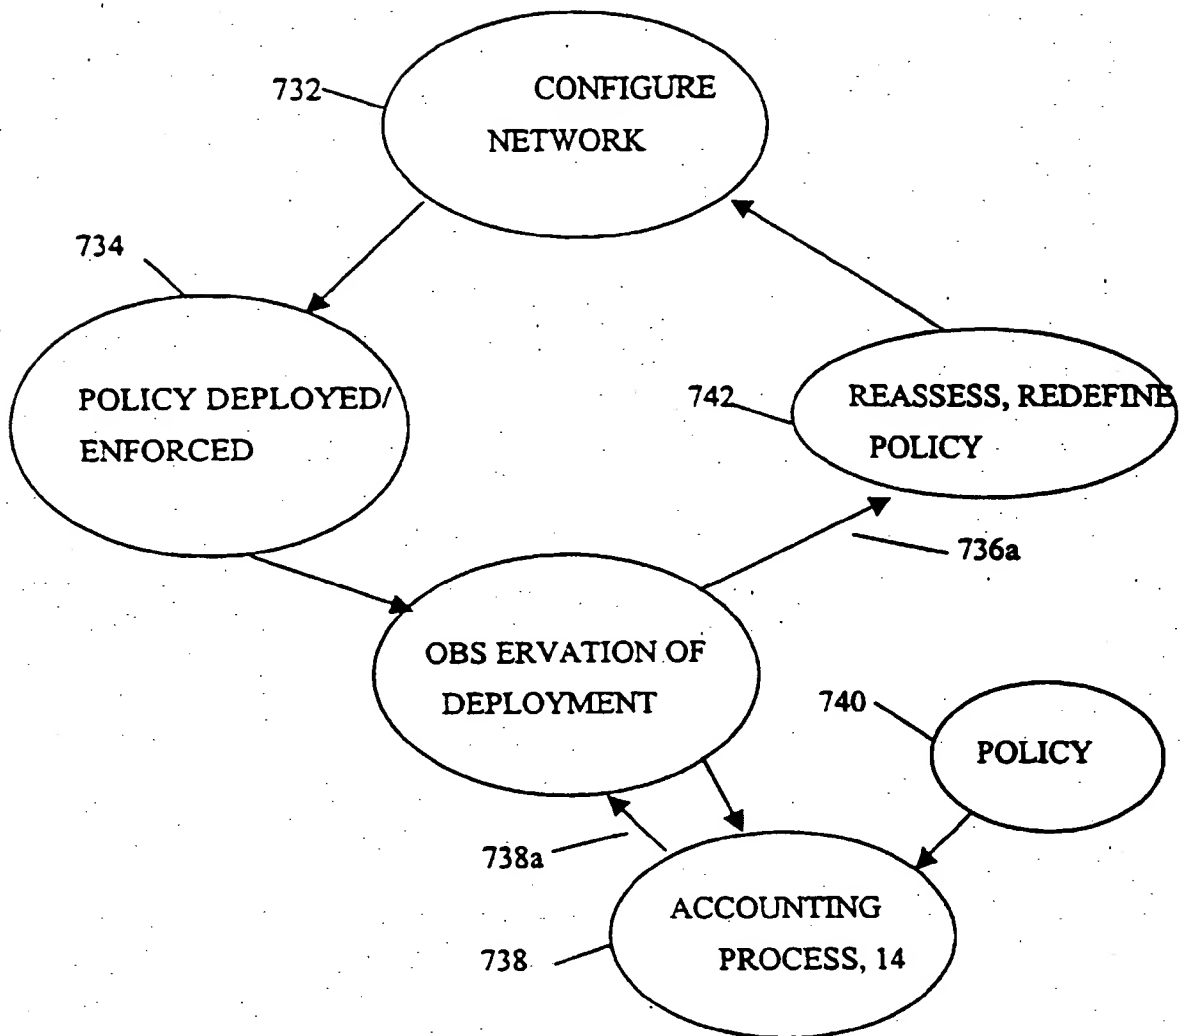 732
CONFIGURE
NETWORK
734
POLICY DEPLOYED/
ENFORCED
742
REASSESS, REDEFINE
POLICY
736a
OBS ERVATION OF
DEPLOYMENT
740
POLICY
738a
ACCOUNTING
PROCESS, 14
738